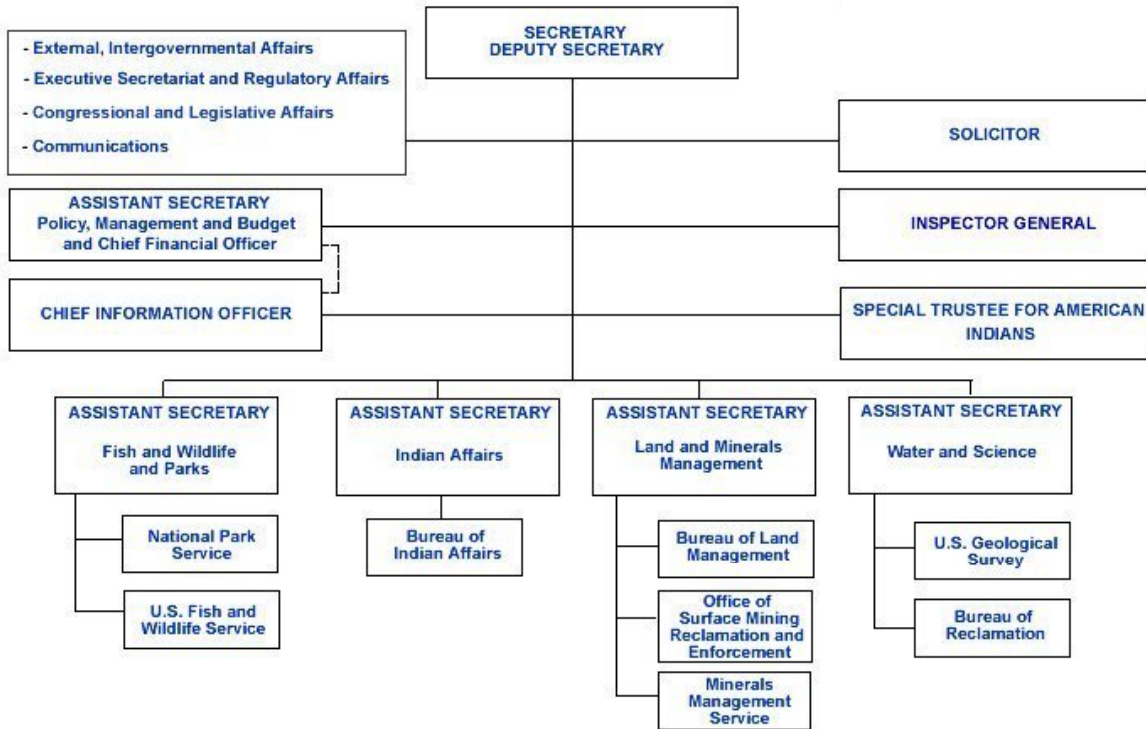 SECRETARY
DEPUTY SECRETARY
- External, Intergovernmental Affairs
- Executive Secretariat and Regulatory Affairs
- Congressional and Legislative Affairs
- Communications
SOLICITOR
ASSISTANT SECRETARY
Policy, Management and Budget
and Chief Financial Officer
INSPECTOR GENERAL
CHIEF INFORMATION OFFICER
SPECIAL TRUSTEE FOR AMERICAN
INDIANS
ASSISTANT SECRETARY
Fish and Wildlife
and Parks
National Park
Service
U.S. Fish and
Wildlife Service
ASSISTANT SECRETARY
Indian Affairs
Bureau of
Indian Affairs
ASSISTANT SECRETARY
Land and Minerals
Management
Bureau of Land
Management
Office of
Surface Mining
Reclamation and
Enforcement
Minerals
Management
Service
ASSISTANT SECRETARY
Water and Science
U.S. Geological
Survey
Bureau of
Reclamation